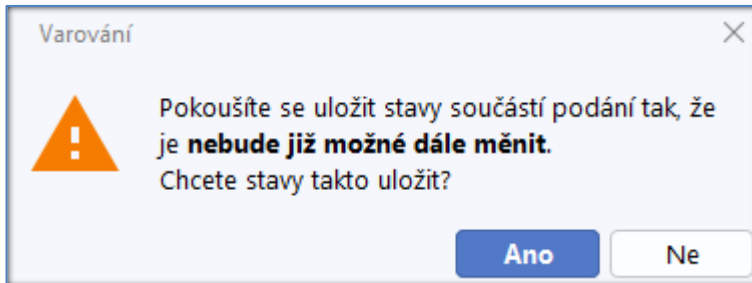 Varování
Pokoušíte se uložit stavy součástí podání tak, že
je nebude již možné dále měnit.
Chcete stavy takto uložit?
Ano
Ne